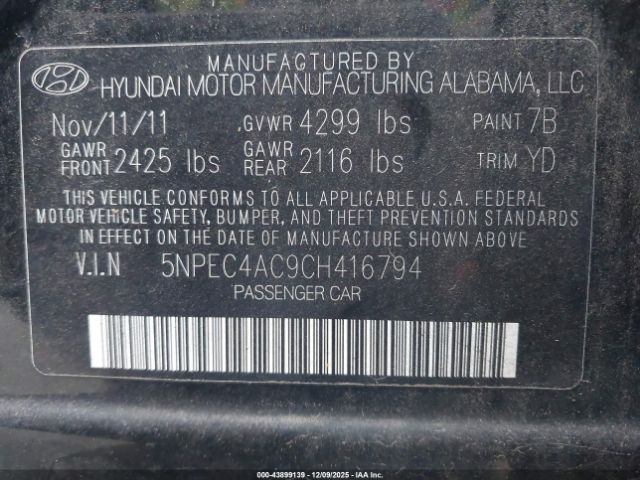 MANUFACTURED BY
HYUNDAI MOTOR MANUFACTURING ALABAMA, LLC
Nov/11/11 GVWR 4299 lbs PAINT 7B
GAWR FRONT 2425 lbs GAWR REAR 2116 lbs TRIM YD
THIS VEHICLE CONFORMS TO ALL APPLICABLE U.S.A. FEDERAL
MOTOR VEHICLE SAFETY, BUMPER, AND THEFT PREVENTION STANDARDS
IN EFFECT ON THE DATE OF MANUFACTURE SHOWN ABOVE
V.I.N 5NPEC4AC9CH416794
PASSENGER CAR
000-43899139 - 12/09/2025 - IAA Inc.